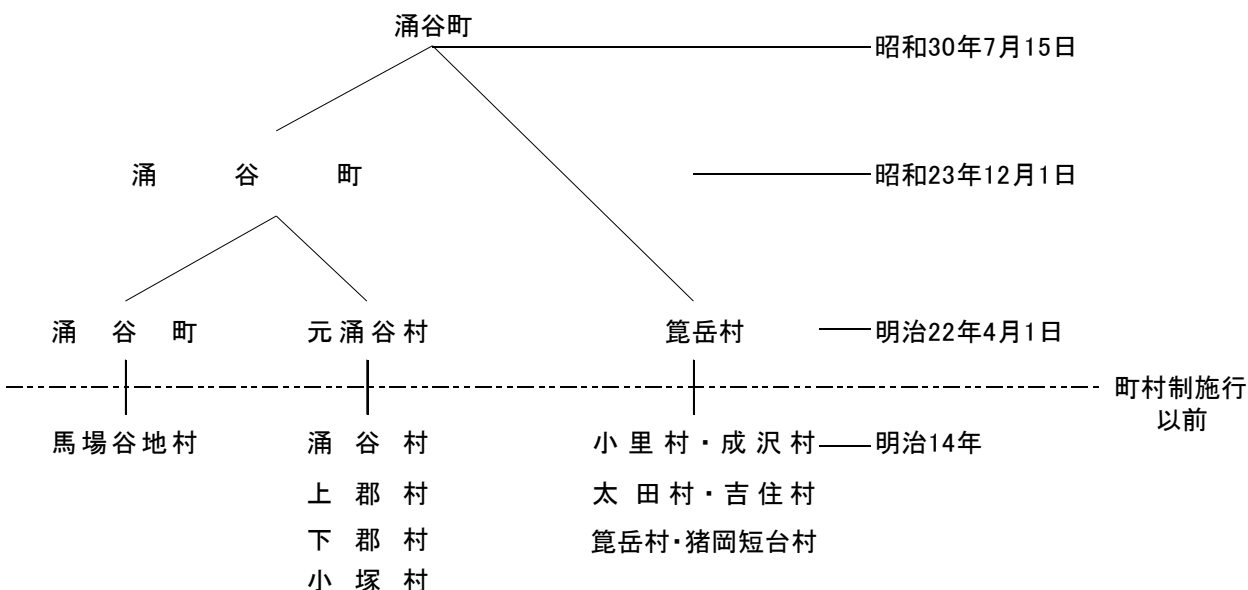 涌谷町
昭和30年7月15日
涌谷町
昭和23年12月1日
涌谷町 元涌谷村 箟岳村 明治22年4月1日
町村制施行
以前
馬場谷地村 涌谷村 小里村・成沢村 明治14年
上郡村 太田村・吉住村
下郡村 箟岳村・猪岡短台村
小塚村